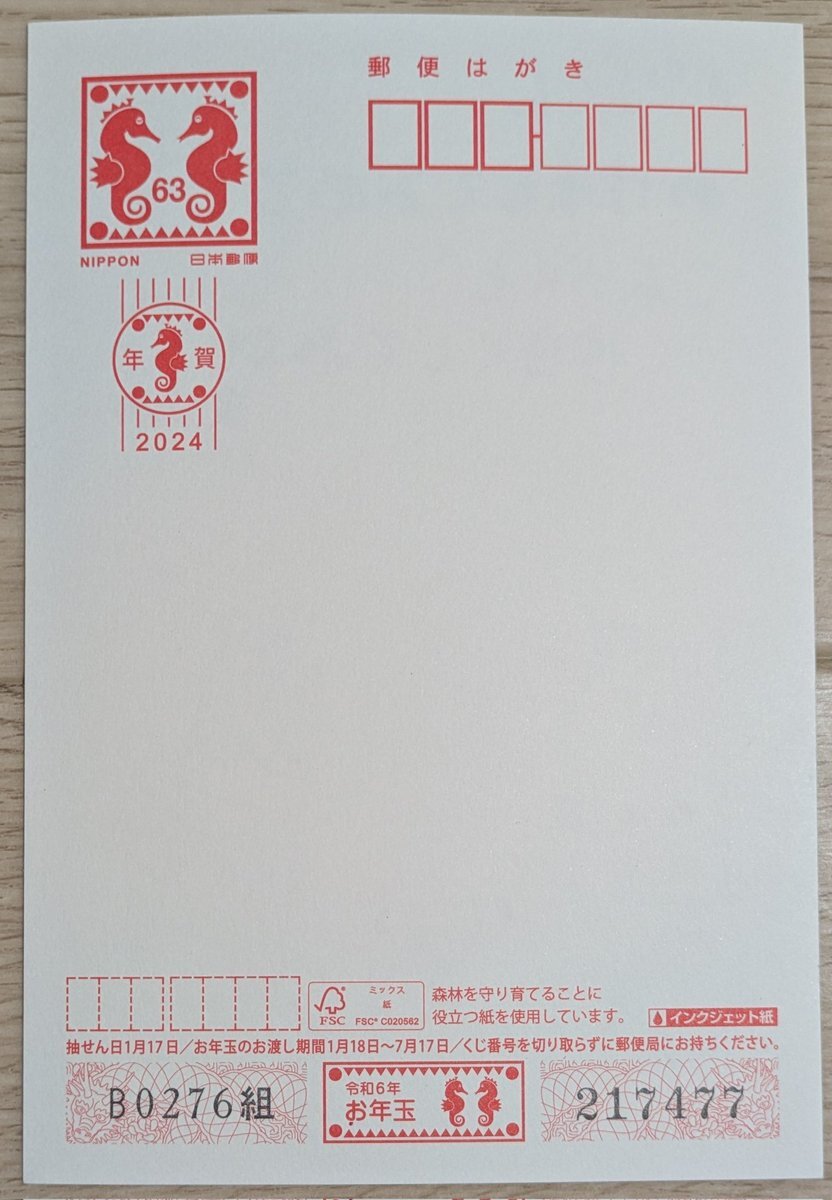 郵便はがき
63
NIPPON 日本郵便
年賀
2024
FSC
ミックス
紙
FSC® C020562
森林を守り育てることに
役立つ紙を使用しています。
インクジェット紙
抽せん日1月17日／お年玉のお渡し期間1月18日～7月17日／くじ番号を切り取らずに郵便局にお持ちください。
B0276組
令和6年
お年玉
217477